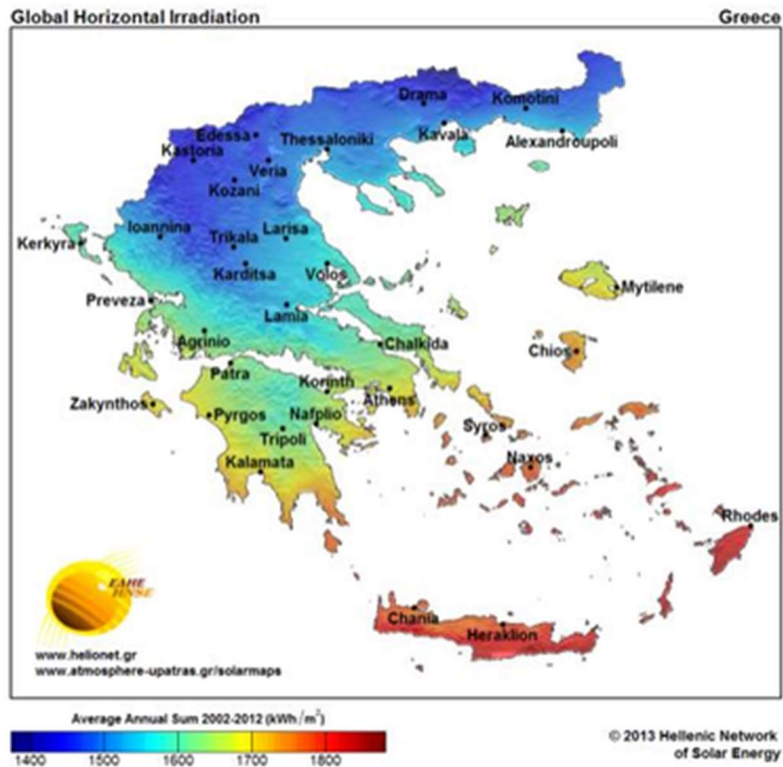 Global Horizontal Irradiation
Greece
Drama
Komotini
Edessa
Thessaloniki
Kavala
Alexandroupoli
Kastoria
Veria
Kozani
Ioannina
Larisa
Kerkyra
Trikala
Karditsa
Volos
Mytilene
Preveza
Lamia
Agrinio
Chalkida
Chios
Patra
Korinth
Athens
Zakynthos
Pyrgos
Nafplio
Syros
Tripoli
Naxos
Kalamata
Rhodes
ΕΛΗΕ
HNSE
Chania
Heraklion
www.helionet.gr
www.atmosphere-upatras.gr/solarmaps
Average Annual Sum 2002-2012 (kWh/m²)
1400 1500 1600 1700 1800
© 2013 Hellenic Network
of Solar Energy